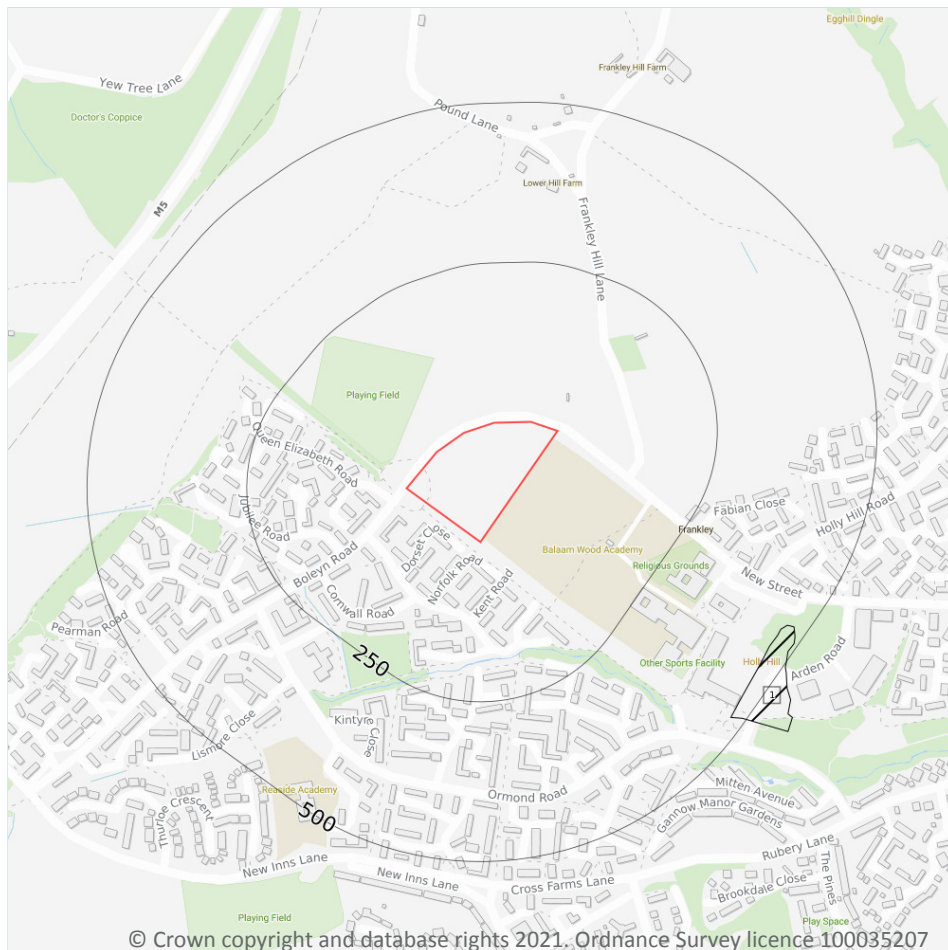 Egghill Dingle
Frankley Hill Farm
Yew Tree Lane
Doctor's Coppice
Pound Lane
Lower Hill Farm
M5
Frankley Hill Lane
Playing Field
Queen Elizabeth Road
Jubilee Road
Boleyn Road
Dorset Close
Norfolk Road
Kent Road
Cornwall Road
Balaam Wood Academy
Frankley
Fabian Close
Holly Hill Road
Religious Grounds
New Street
Pearman Road
250
Other Sports Facility
Holly Hill
Arden Road
1
Kintyre Close
Lismore Close
Reaside Academy
Thurloe Crescent
500
Ormond Road
Mitten Avenue
Gannow Manor Gardens
New Inns Lane
New Inns Lane
Cross Farms Lane
Rubery Lane
Brookdale Close
The Pines
Playing Field
Play Space
© Crown copyright and database rights 2021. Ordnance Survey licence 100035207